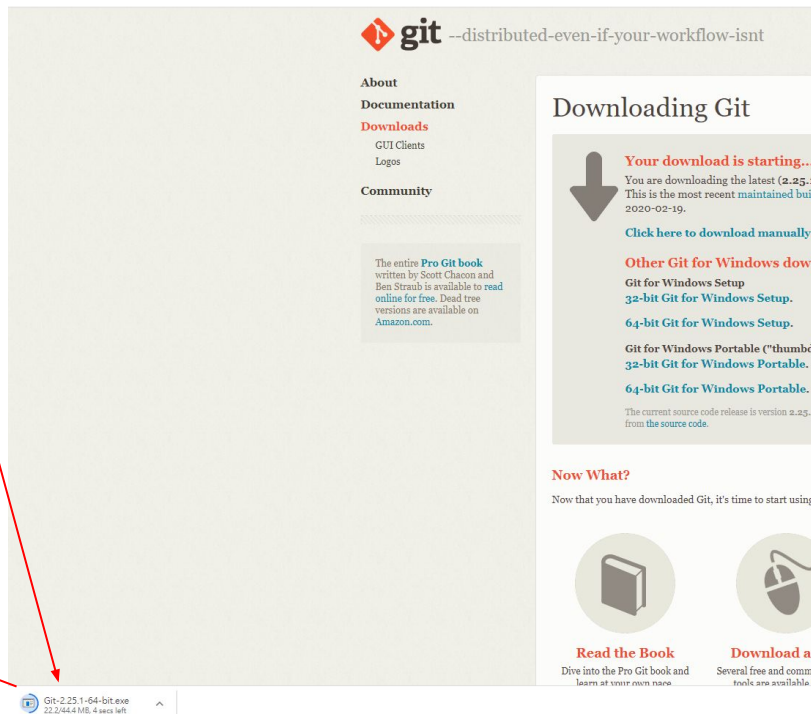 git --distributed-even-if-your-workflow-isnt
About
Documentation
Downloads
GUI Clients
Logos
Community
The entire Pro Git book
written by Scott Chacon and
Ben Straub is available to read
online for free. Dead tree
versions are available on
Amazon.com.
Downloading Git
Your download is starting...
You are downloading the latest (2.25.
This is the most recent maintained
2020-02-19.
Click here to download manually
Other Git for Windows
Git for Windows Setup
32-bit Git for Windows Setup.
64-bit Git for Windows Setup.
Git for Windows Portable
32-bit Git for Windows Portable.
64-bit Git for Windows Portable.
The current source code release is version 2.25.
from the source code.
Now What?
Now that you have downloaded Git, it's time to start using
Read the Book
Dive into the Pro Git book and
learn at your own pace
Download a
Several free and
tools are available
Git-2.25.1-64-bit.exe
22.2/44.4 MB, 4 secs left